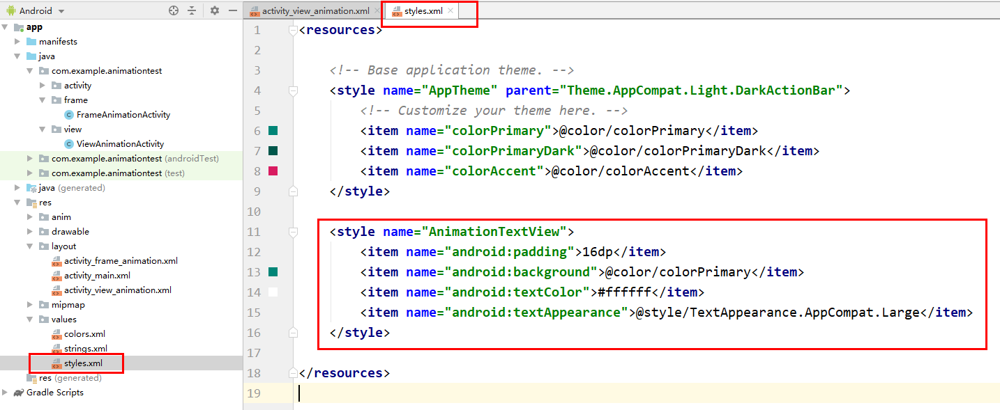 Android
app
manifests
java
com.example.animationtest
activity
frame
FrameAnimationActivity
view
ViewAnimationActivity
com.example.animationtest (androidTest)
com.example.animationtest (test)
java (generated)
res
anim
drawable
layout
activity_frame_animation.xml
activity_main.xml
activity_view_animation.xml
mipmap
values
colors.xml
strings.xml
styles.xml
res (generated)
Gradle Scripts
activity_view_animation.xml styles.xml
1 <resources>
2
3 <!-- Base application theme. -->
4 <style name="AppTheme" parent="Theme.AppCompat.Light.DarkActionBar">
5 <!-- Customize your theme here. -->
6 <item name="colorPrimary">@color/colorPrimary</item>
7 <item name="colorPrimaryDark">@color/colorPrimaryDark</item>
8 <item name="colorAccent">@color/colorAccent</item>
9 </style>
10
11 <style name="AnimationTextView">
12 <item name="android:padding">16dp</item>
13 <item name="android:background">@color/colorPrimary</item>
14 <item name="android:textColor">#ffffff</item>
15 <item name="android:textAppearance">@style/TextAppearance.AppCompat.Large</item>
16 </style>
17
18 </resources>
19